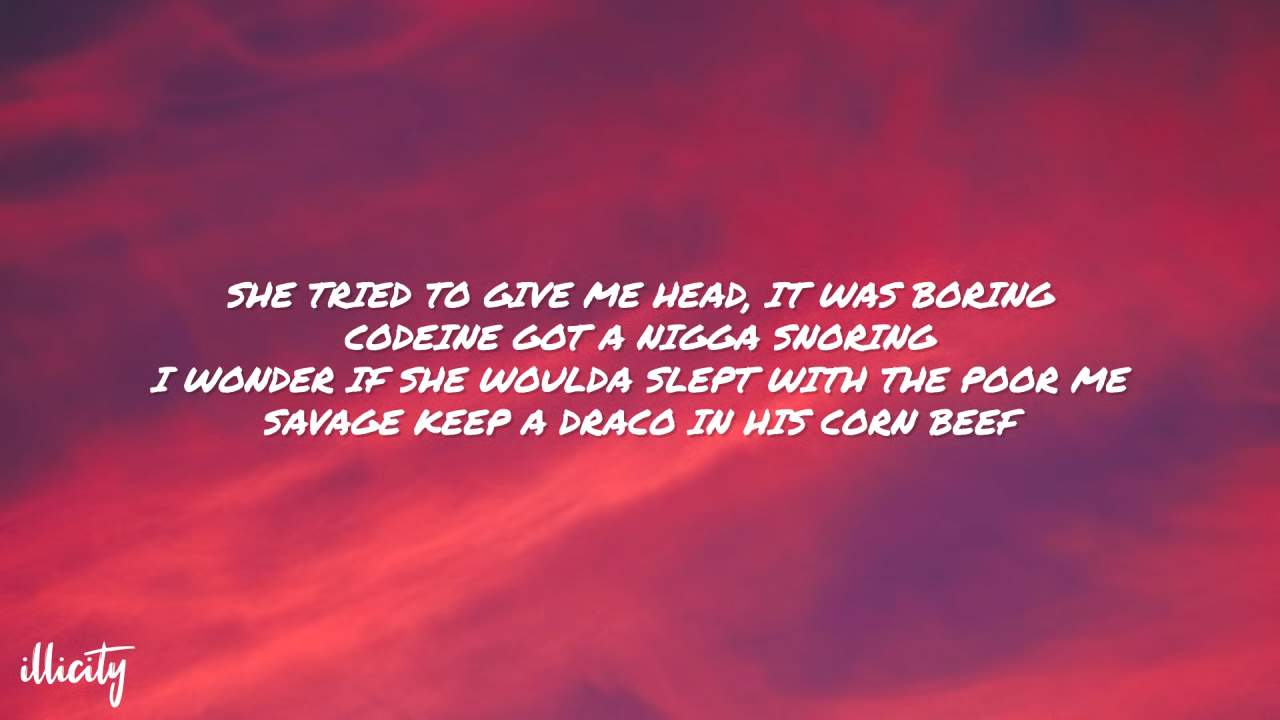 SHE TRIED TO GIVE ME HEAD, IT WAS BORING
CODEINE GOT A NIGGA SNORING
I WONDER IF SHE WOULDA SLEPT WITH THE POOR ME
SAVAGE KEEP A DRACO IN HIS CORN BEEF
illicity